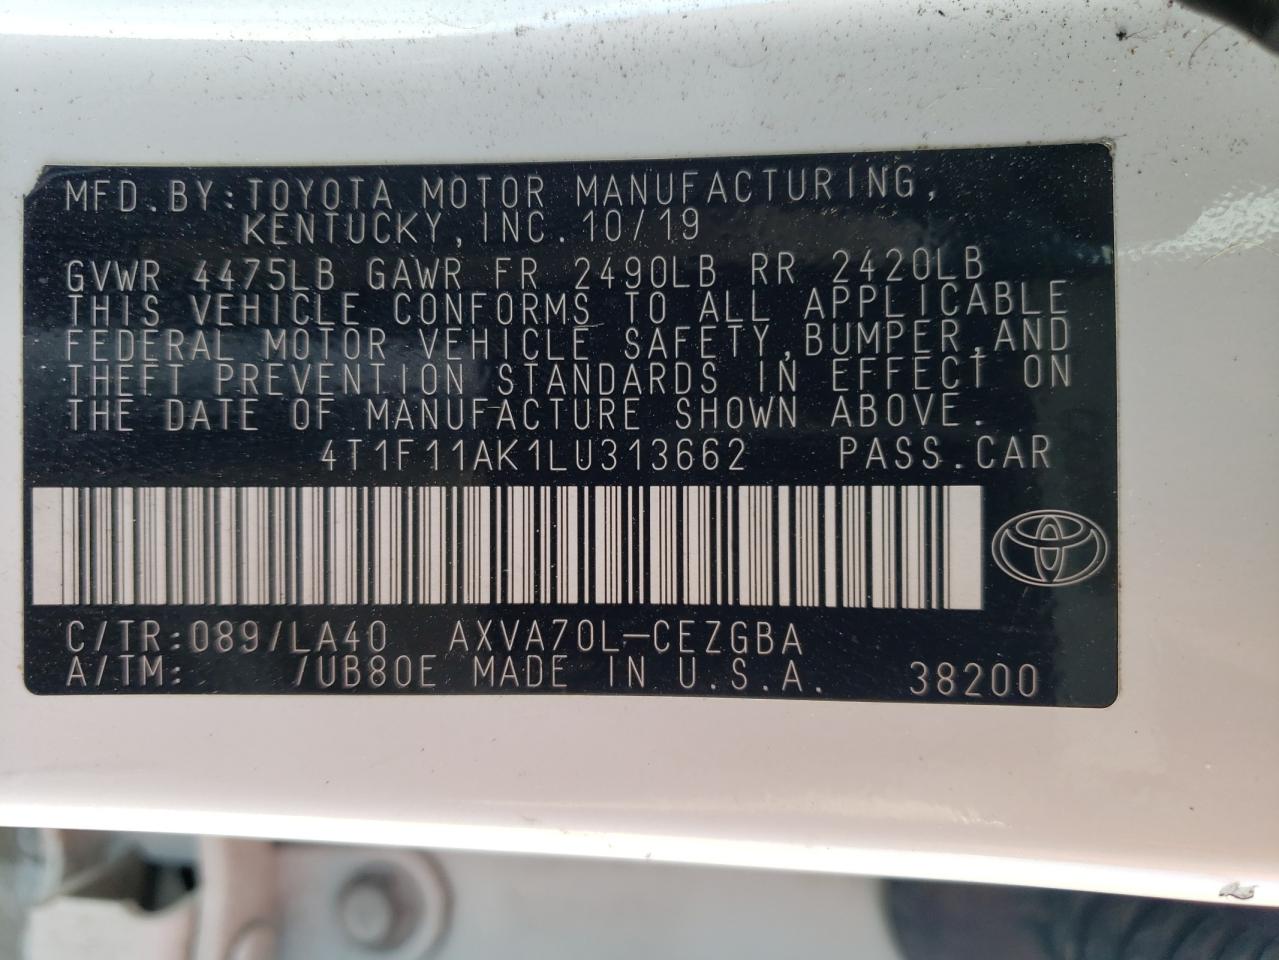 MFD.BY:TOYOTA MOTOR MANUFACTURING,
KENTUCKY,INC.10/19
GVWR 4475LB GAWR FR 2490LB RR 2420LB
THIS VEHICLE CONFORMS TO ALL APPLICABLE
FEDERAL MOTOR VEHICLE SAFETY,BUMPER,AND
THEFT PREVENTION STANDARDS IN EFFECT ON
THE DATE OF MANUFACTURE SHOWN ABOVE.
4T1F11AK1LU313662 PASS.CAR
C/TR:089/LA40 AXVA70L-CEZGBA
A/TM: /UB80E MADE IN U.S.A. 38200